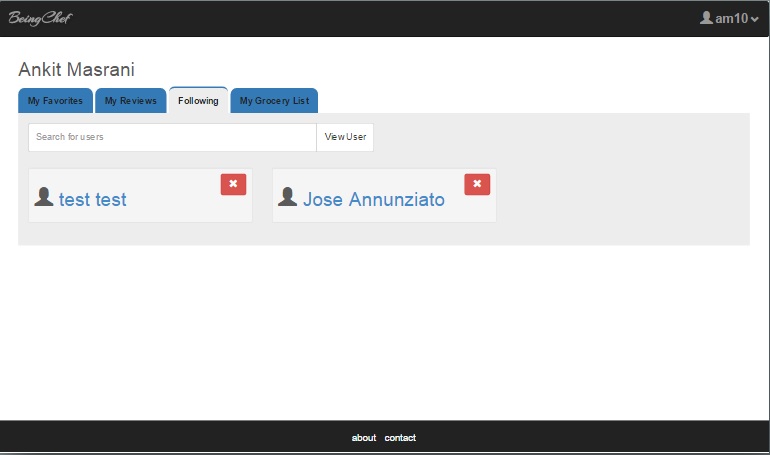 BeingChef am10
Ankit Masrani
My Favorites My Reviews Following My Grocery List
Search for users View User
test test Jose Annunziato
about contact